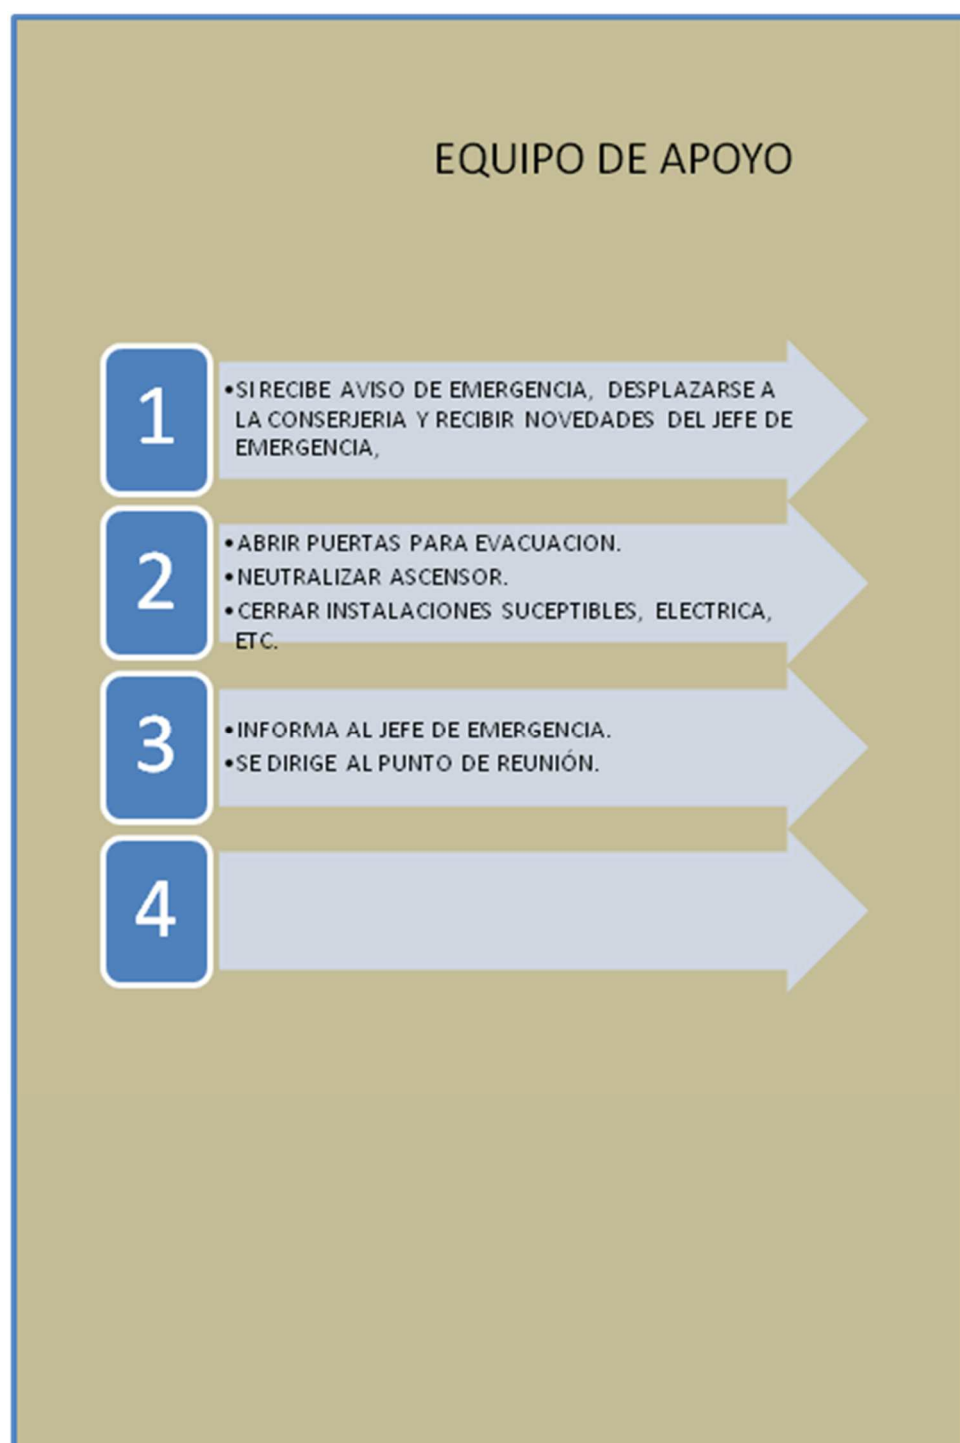 EQUIPO DE APOYO
1
•SI RECIBE AVISO DE EMERGENCIA, DESPLAZARSE A
LA CONSERJERIA Y RECIBIR NOVEDADES DEL JEFE DE
EMERGENCIA,
2
•ABRIR PUERTAS PARA EVACUACION.
•NEUTRALIZAR ASCENSOR.
•CERRAR INSTALACIONES SUCEPTIBLES, ELECTRICA,
ETC.
3
•INFORMA AL JEFE DE EMERGENCIA.
•SE DIRIGE AL PUNTO DE REUNIÓN.
4